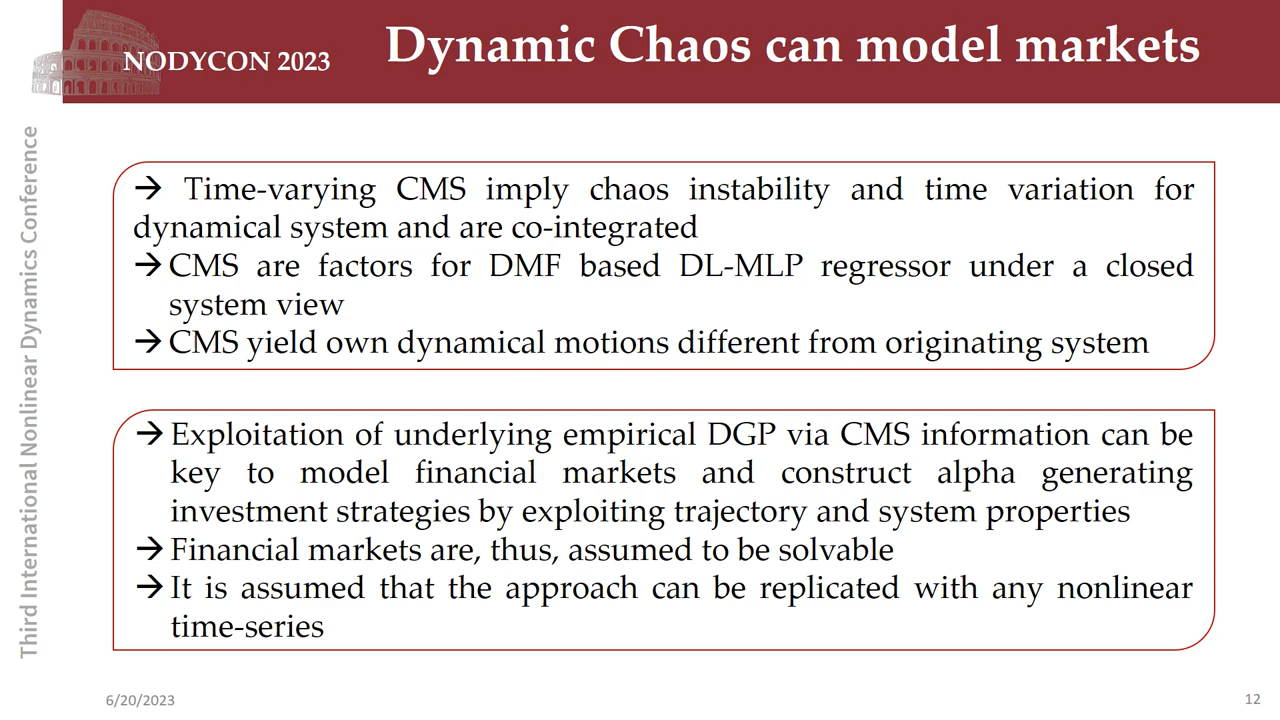 NODYCON 2023
Dynamic Chaos can model markets
Third International Nonlinear Dynamics Conference
→ Time-varying CMS imply chaos instability and time variation for
dynamical system and are co-integrated
→ CMS are factors for DMF based DL-MLP regressor under a closed
system view
→ CMS yield own dynamical motions different from originating system
→ Exploitation of underlying empirical DGP via CMS information can be
key to model financial markets and construct alpha generating
investment strategies by exploiting trajectory and system properties
→ Financial markets are, thus, assumed to be solvable
→ It is assumed that the approach can be replicated with any nonlinear
time-series
6/20/2023
12